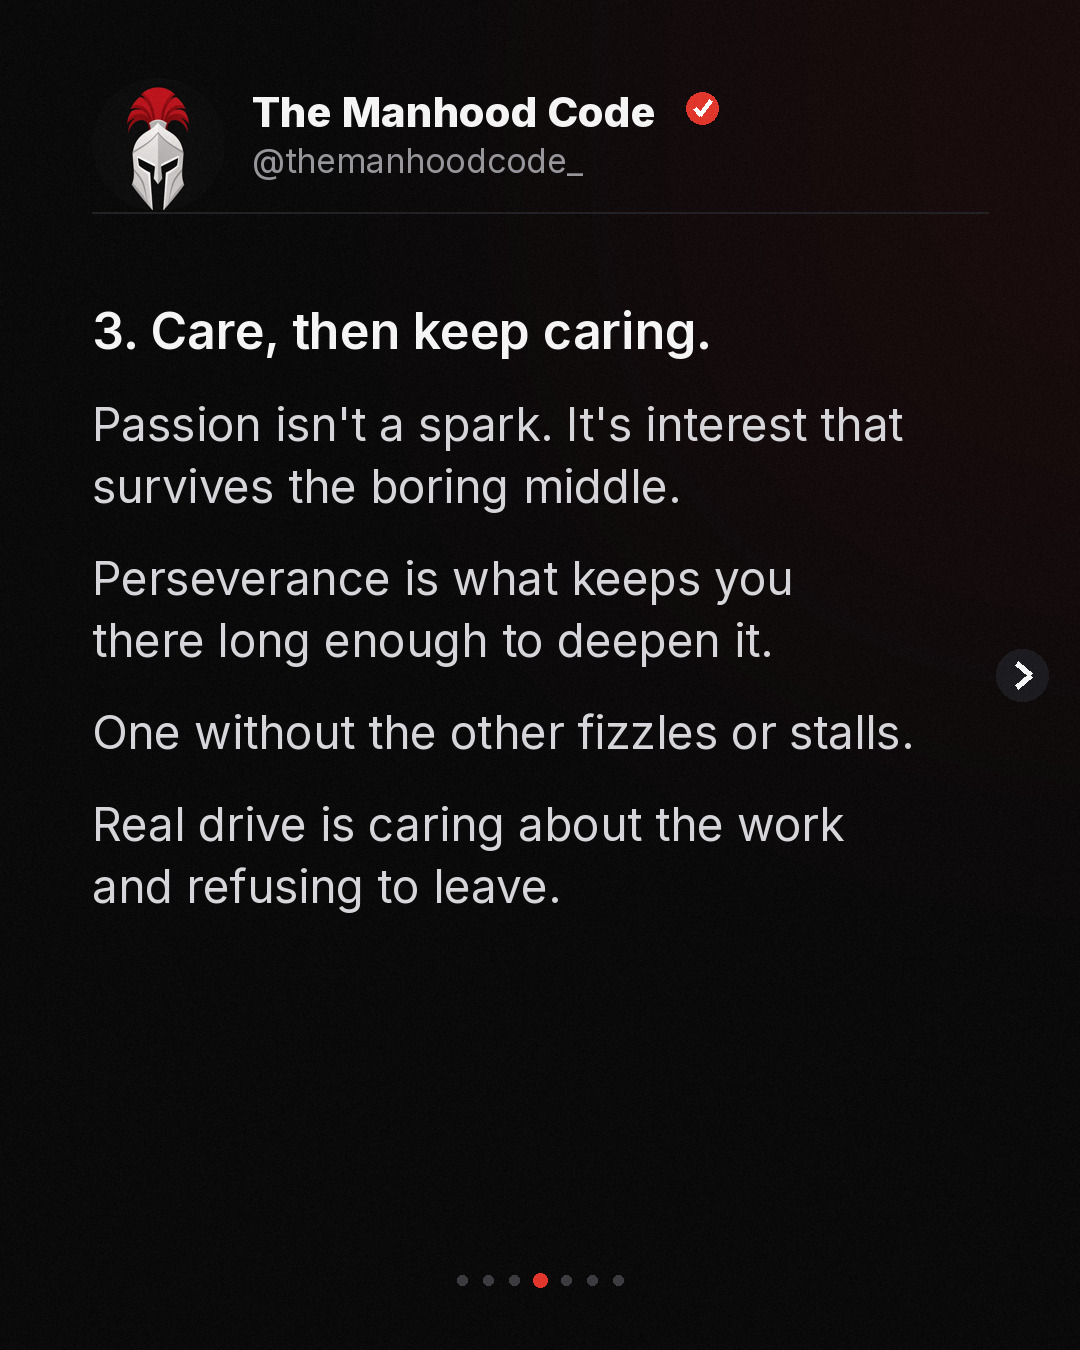 The Manhood Code
@themanhoodcode_
3. Care, then keep caring.
Passion isn't a spark. It's interest that
survives the boring middle.
Perseverance is what keeps you
there long enough to deepen it.
One without the other fizzles or stalls.
Real drive is caring about the work
and refusing to leave.